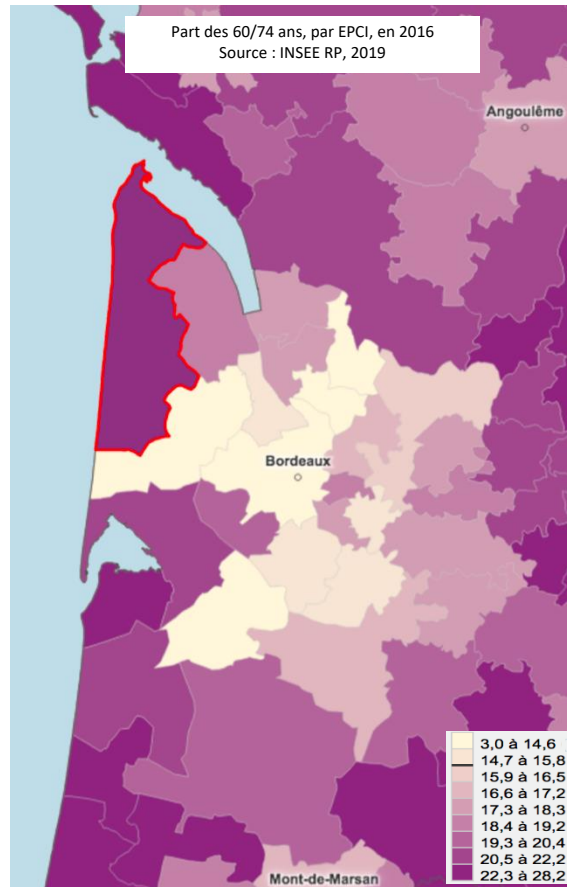 Part des 60/74 ans, par EPCI, en 2016
Source : INSEE RP, 2019
Angoulême
Bordeaux
3,0 à 14,6
14,7 à 15,8
15,9 à 16,5
16,6 à 17,2
17,3 à 18,3
18,4 à 19,2
19,3 à 20,4
20,5 à 22,2
22,3 à 28,2
Mont-de-Marsan